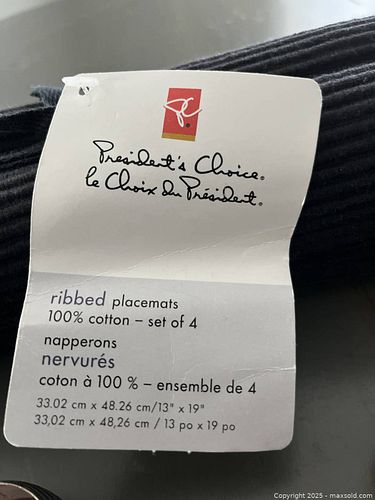 President's Choice®
le Choix du Président®
ribbed placemats
100% cotton – set of 4
napperons
nervurés
coton à 100 % – ensemble de 4
33.02 cm x 48.26 cm/13" x 19"
33,02 cm x 48,26 cm / 13 po x 19 po
Copyright 2025 - maxsold.com